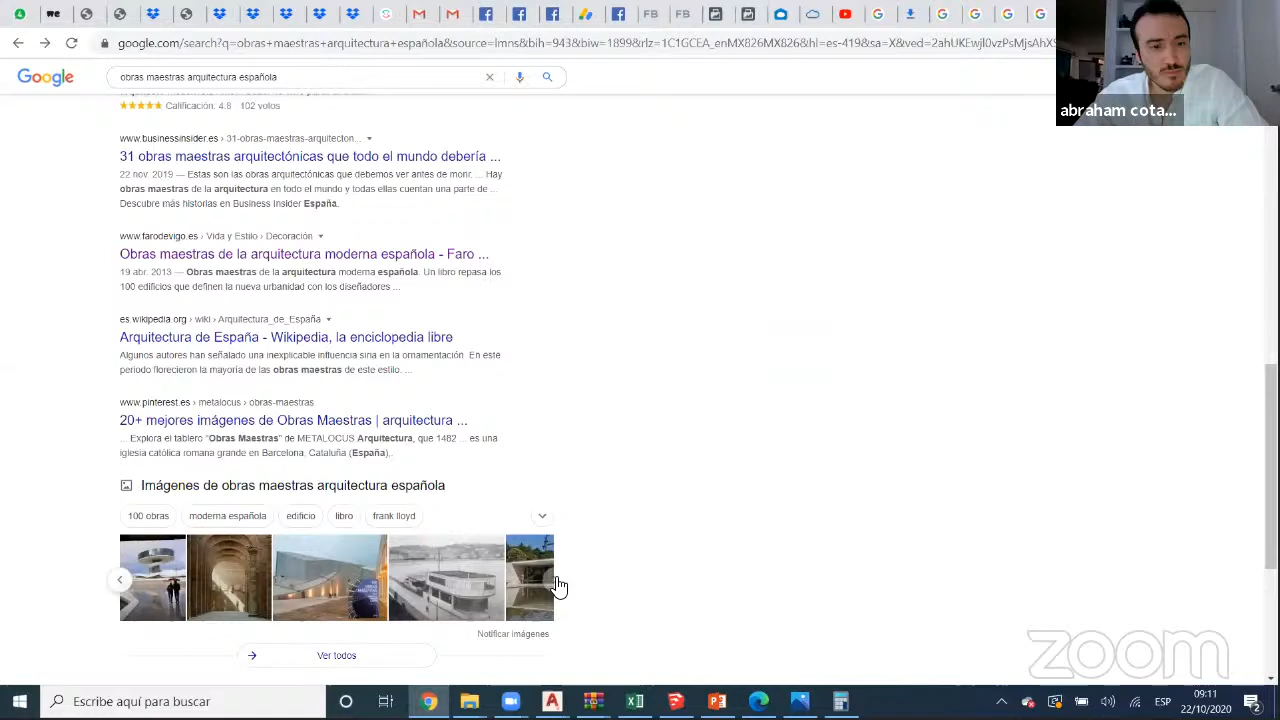 google.com/search?q=obras+maestras+arquitectura+española&source=lmns&bih=943&biw=1899&rlz=1C1GCEA_enMX826MX826&hl=es-419&sa=X&ved=
abraham cota...
Google
obras maestras arquitectura española
Calificación: 4.8 102 votos
www.businessinsider.es › 31-obras-maestras-arquitecton...
31 obras maestras arquitectónicas que todo el mundo debería ...
22 nov. 2019 — Estas son las obras arquitectónicas que debemos ver antes de morir. ... Hay
obras maestras de la arquitectura en todo el mundo y todas ellas cuentan una parte de ...
Descubre más historias en Business Insider España.
www.farodevigo.es › Vida y Estilo › Decoración
Obras maestras de la arquitectura moderna española - Faro ...
19 abr. 2013 — Obras maestras de la arquitectura moderna española. Un libro repasa los
100 edificios que definen la nueva urbanidad con los diseñadores ...
es.wikipedia.org › wiki › Arquitectura_de_España
Arquitectura de España - Wikipedia, la enciclopedia libre
Algunos autores han señalado una inexplicable influencia siria en la ornamentación. En este
periodo florecieron la mayoría de las obras maestras de este estilo. ...
www.pinterest.es › metalocus › obras-maestras
20+ mejores imágenes de Obras Maestras | arquitectura ...
... Explora el tablero "Obras Maestras" de METALOCUS Arquitectura, que 1482 ... es una
iglesia católica romana grande en Barcelona, Cataluña (España),.
Imágenes de obras maestras arquitectura española
100 obras moderna española edificio libro frank lloyd
Notificar imágenes
Ver todos
zoom
Escribe aquí para buscar
ESP
09:11
22/10/2020
2